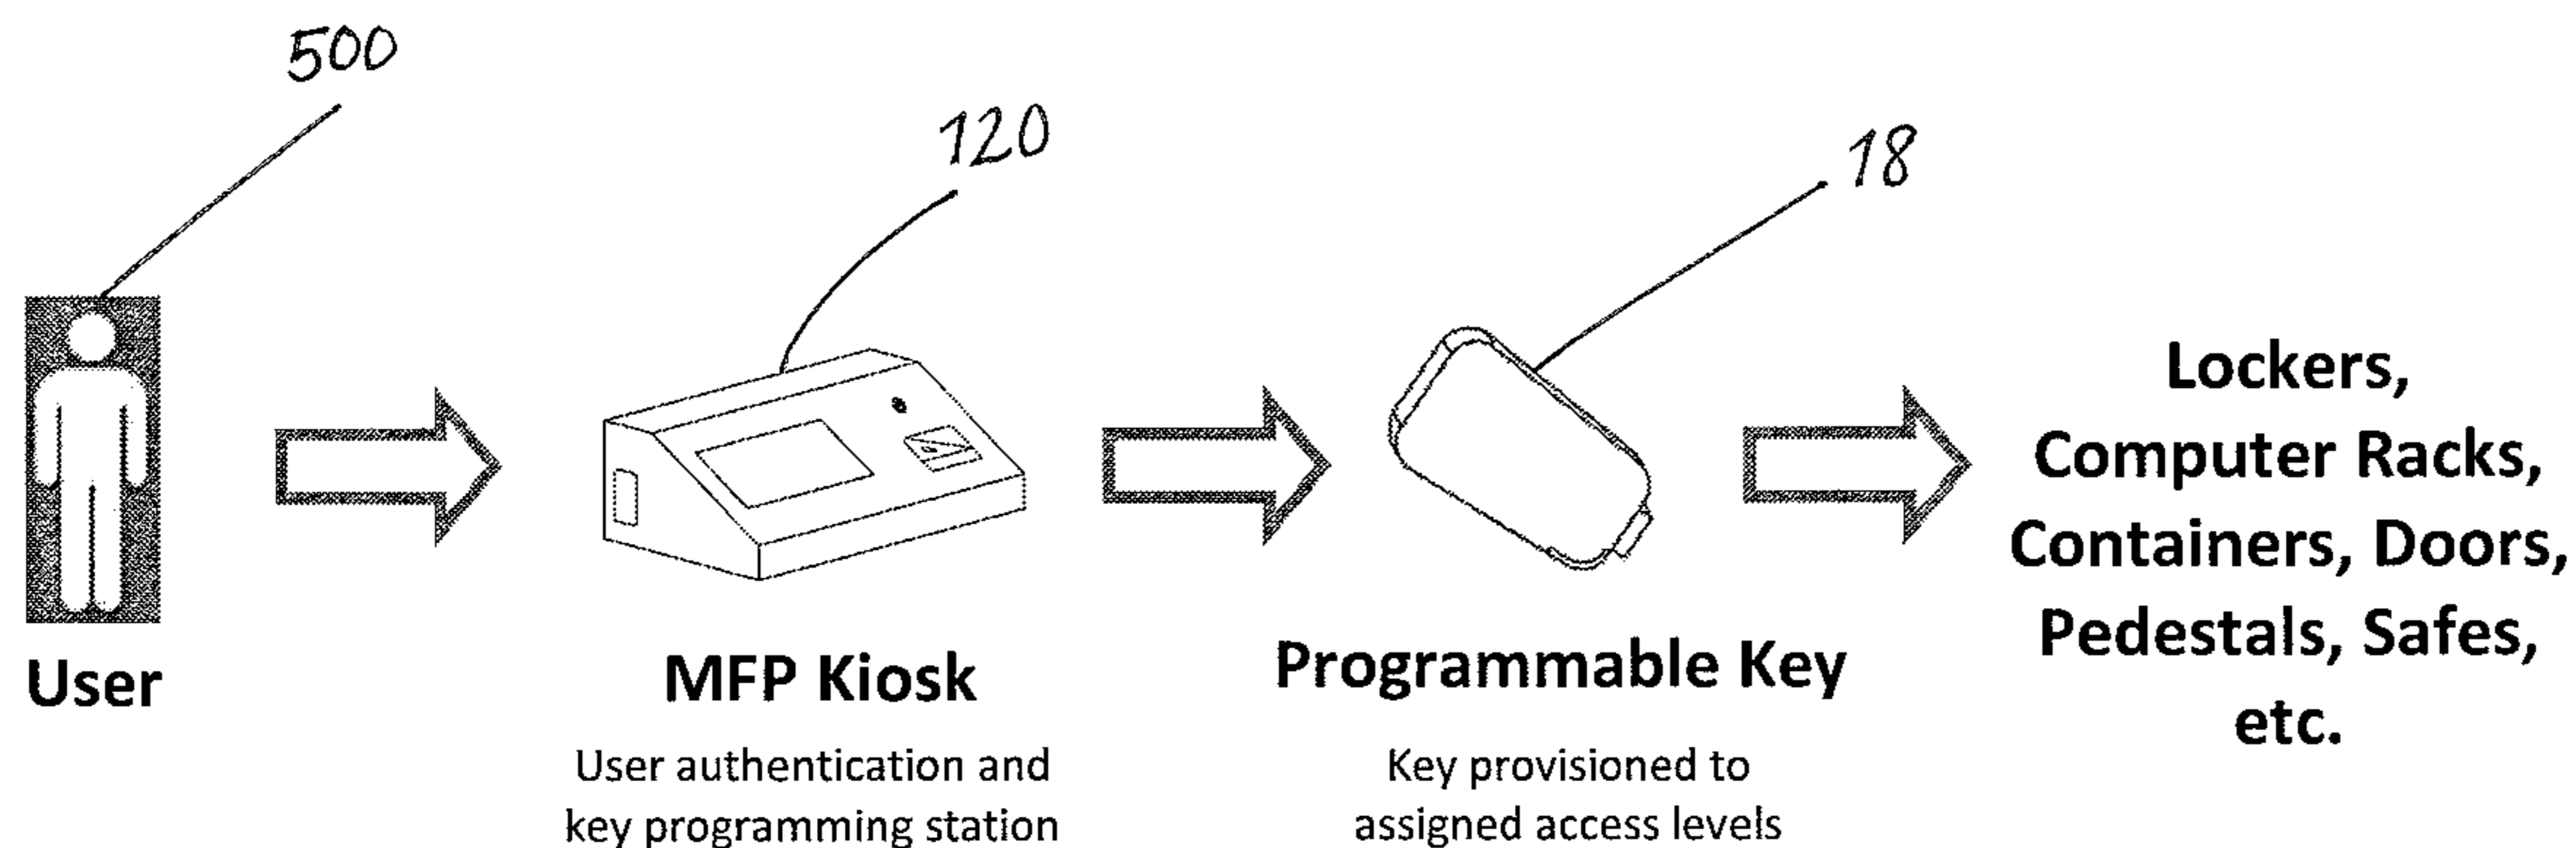 500
120
18
User
MFP Kiosk
User authentication and
key programming station
Programmable Key
Key provisioned to
assigned access levels
Lockers,
Computer Racks,
Containers, Doors,
Pedestals, Safes,
etc.